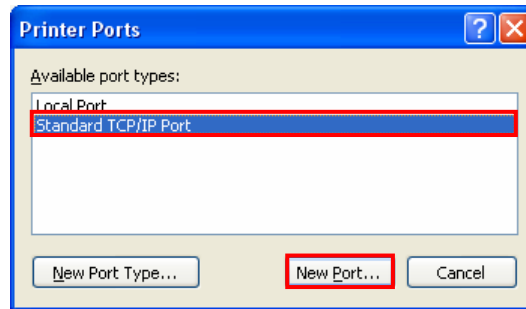 Printer Ports
Available port types:
Local Port
Standard TCP/IP Port
New Port Type... New Port... Cancel